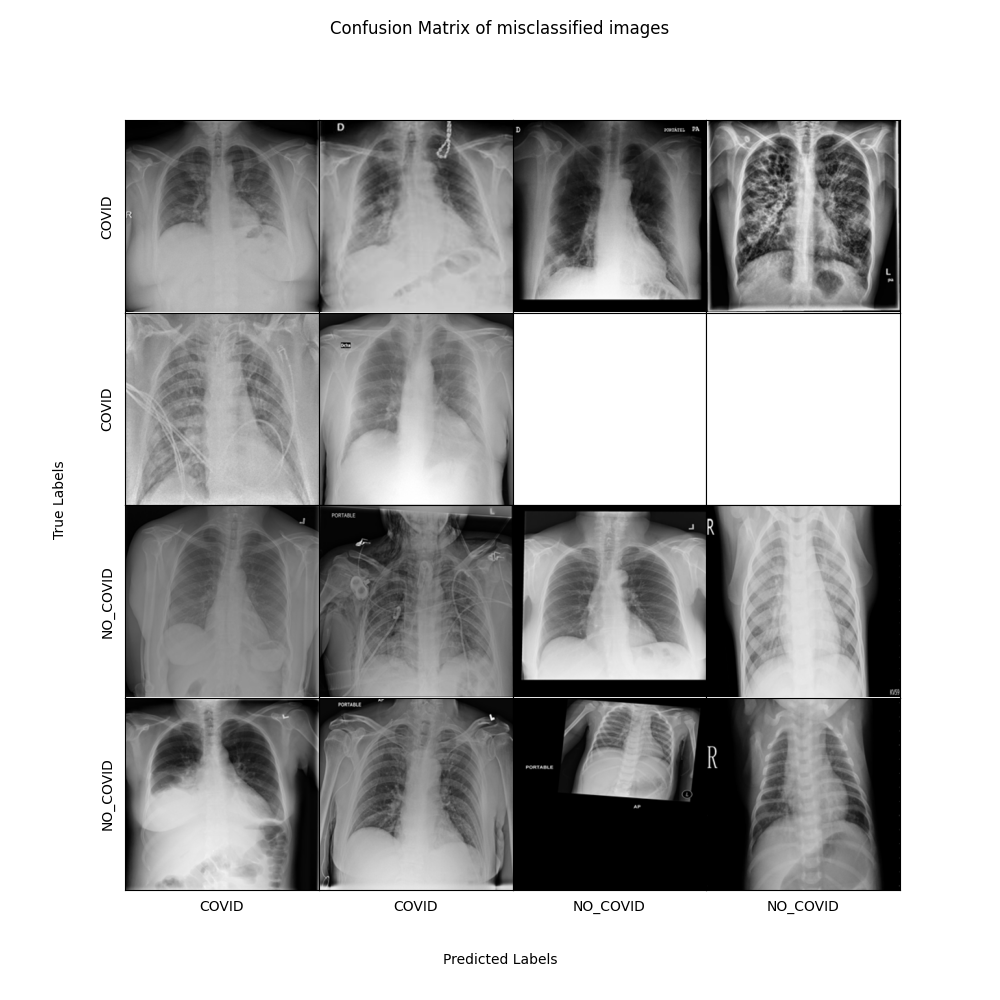 Confusion Matrix of misclassified images
D
D
PORTATIL PA
COVID
R
L
COVID
True Labels
PORTABLE
L
R
NO_COVID
PORTABLE
L
R
NO_COVID
PORTABLE
AP
COVID
COVID
NO_COVID
NO_COVID
Predicted Labels